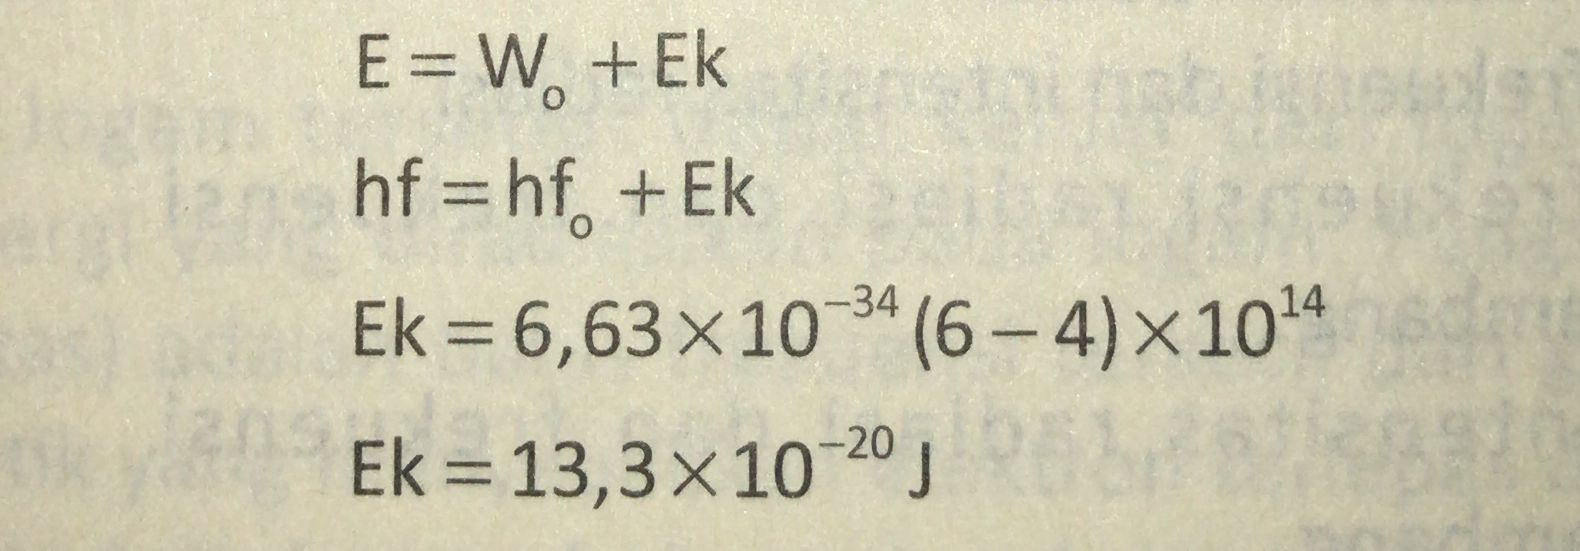 E = W₀ + Ek
hf = hf₀ + Ek
Ek = 6,63 × 10⁻³⁴ (6 – 4) × 10¹⁴
Ek = 13,3 × 10⁻²⁰ J